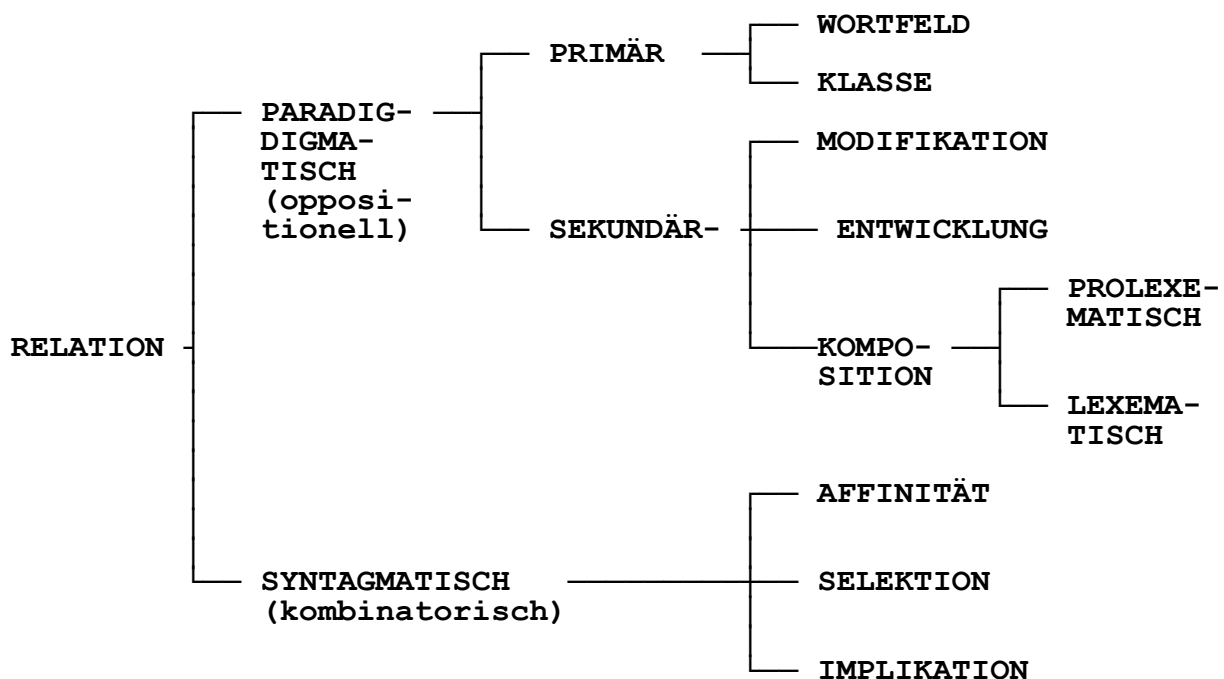 WORTFELD
PRIMÄR
KLASSE
PARADIG-
DIGMA-
TISCH
(opposi-
tionell)
MODIFIKATION
SEKUNDÄR-
ENTWICKLUNG
PROLEXE-
MATISCH
RELATION
KOMPO-
SITION
LEXEMA-
TISCH
AFFINITÄT
SYNTAGMATISCH
(kombinatorisch)
SELEKTION
IMPLIKATION